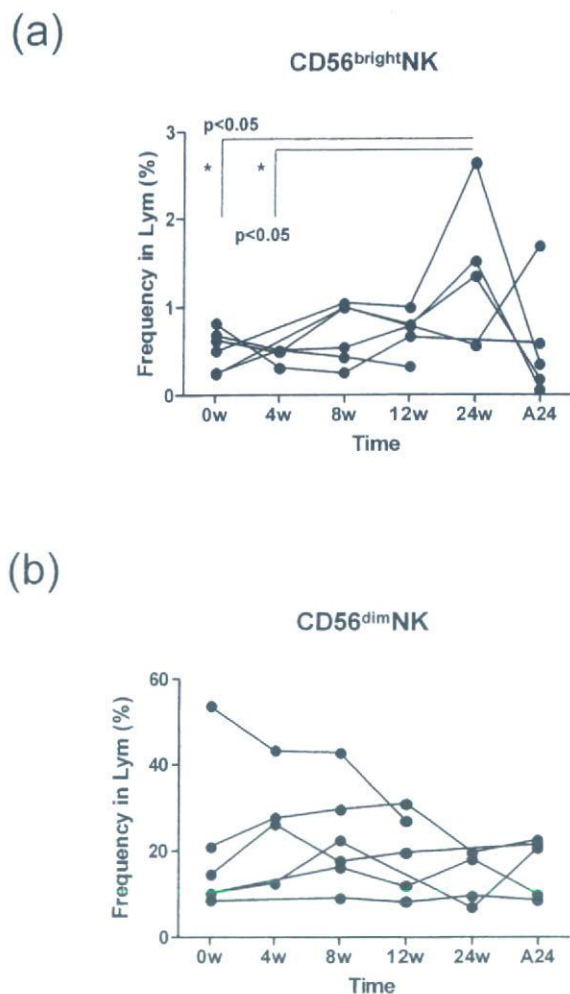 (a)
CD56brightNK
p<0.05
* *
p<0.05
3
2
1
0
Frequency in Lym (%)
0w 4w 8w 12w 24w A24
Time
(b)
CD56dimNK
60
40
20
0
Frequency in Lym (%)
0w 4w 8w 12w 24w A24
Time